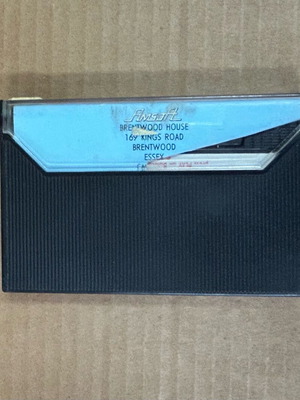 Amsoft
BRENTWOOD HOUSE
169 KINGS ROAD
BRENTWOOD
ESSEX